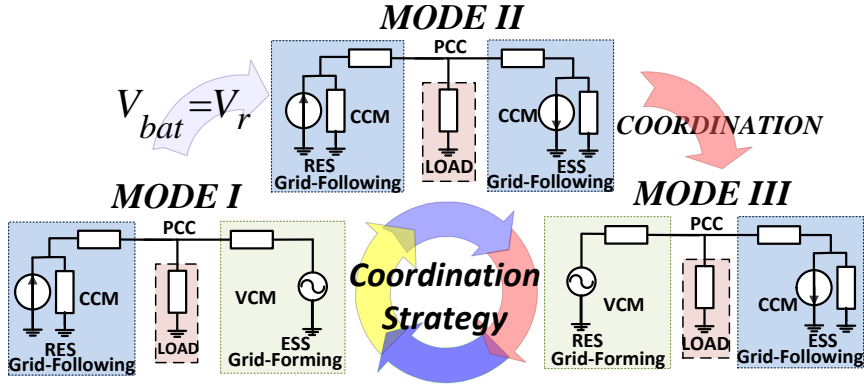 MODE II
PCC
CCM
CCM
RES
Grid-Following
LOAD
ESS
Grid-Following
V_bat=V_r
COORDINATION
MODE I
PCC
CCM
VCM
RES
Grid-Following
LOAD
ESS
Grid-Forming
Coordination
Strategy
MODE III
PCC
VCM
CCM
RES
Grid-Forming
LOAD
ESS
Grid-Following